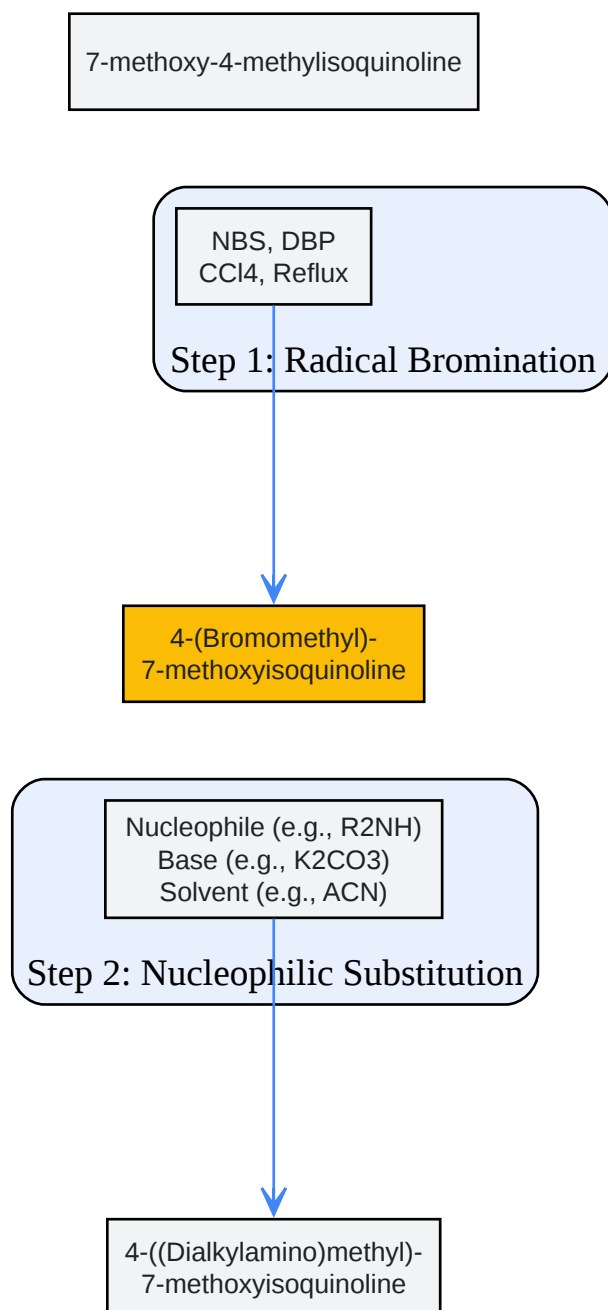 7-methoxy-4-methylisoquinoline
NBS, DBP
CCl4, Reflux
Step 1: Radical Bromination
4-(Bromomethyl)-
7-methoxyisoquinoline
Nucleophile (e.g., R2NH)
Base (e.g., K2CO3)
Solvent (e.g., ACN)
Step 2: Nucleophilic Substitution
4-((Dialkylamino)methyl)-
7-methoxyisoquinoline